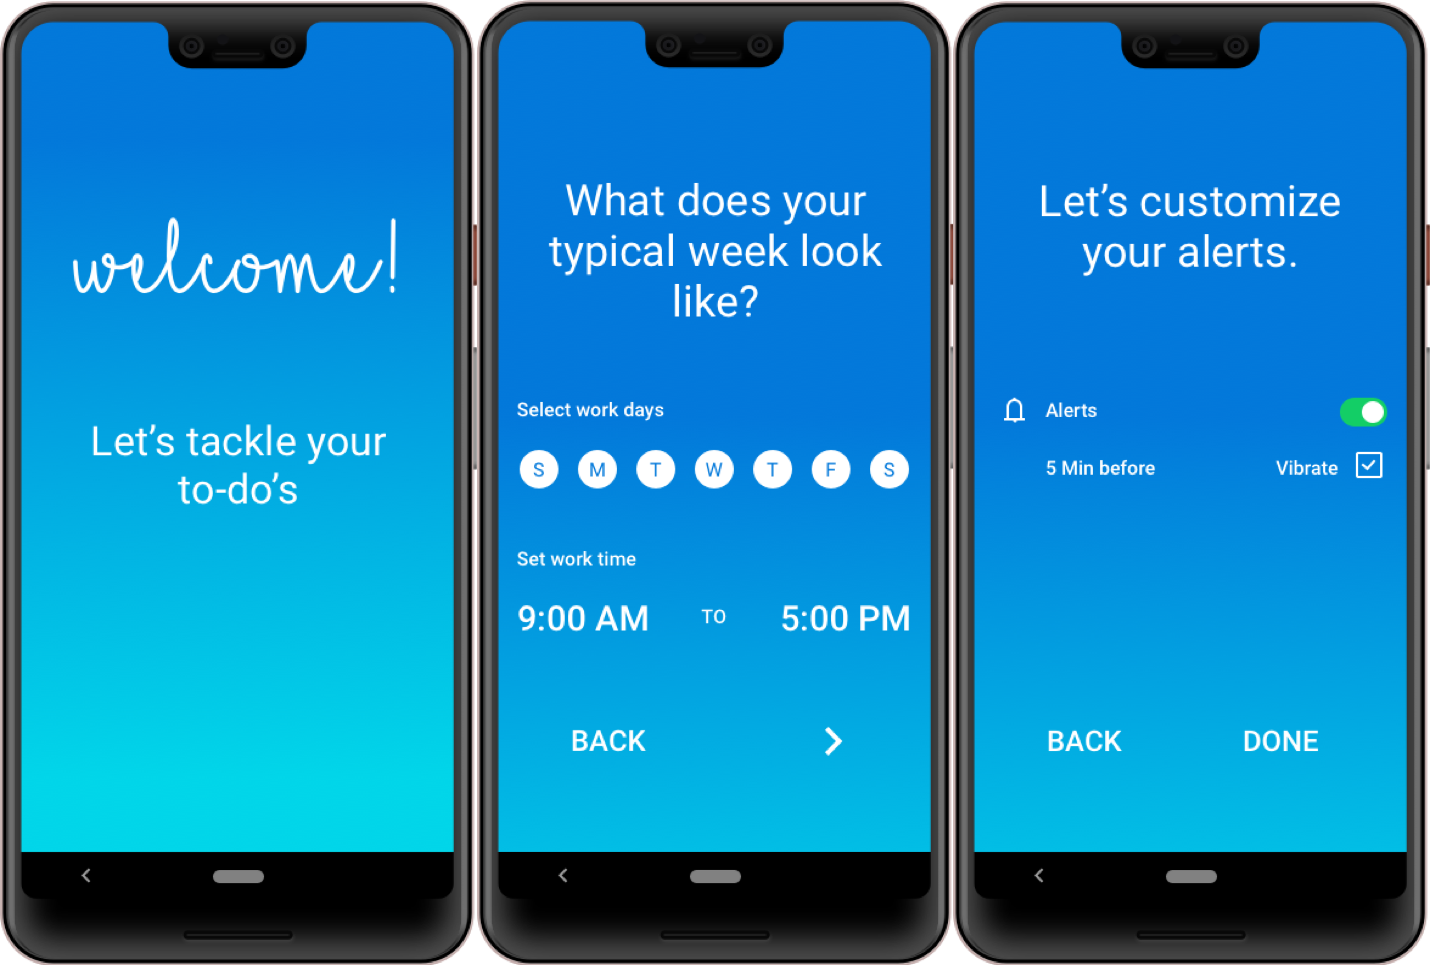 welcome!
Let’s tackle your
to-do’s
What does your
typical week look
like?
Select work days
S M T W T F S
Set work time
9:00 AM TO 5:00 PM
BACK
Let’s customize
your alerts.
Alerts
5 Min before Vibrate
BACK DONE